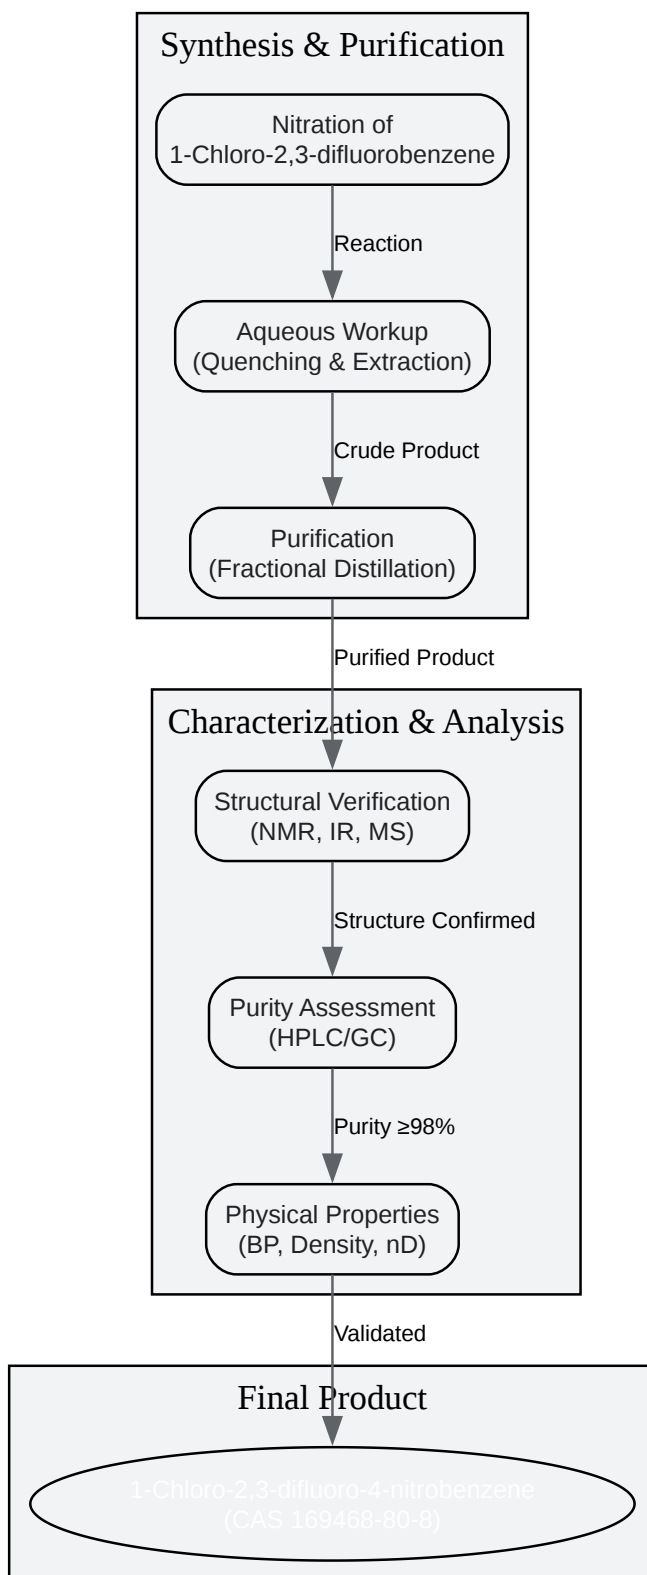 Synthesis & Purification
Nitration of
1-Chloro-2,3-difluorobenzene
Reaction
Aqueous Workup
(Quenching & Extraction)
Crude Product
Purification
(Fractional Distillation)
Purified Product
Characterization & Analysis
Structural Verification
(NMR, IR, MS)
Structure Confirmed
Purity Assessment
(HPLC/GC)
Purity ≥98%
Physical Properties
(BP, Density, nD)
Validated
Final Product
1-Chloro-2,3-difluoro-4-nitrobenzene
(CAS 169468-80-8)